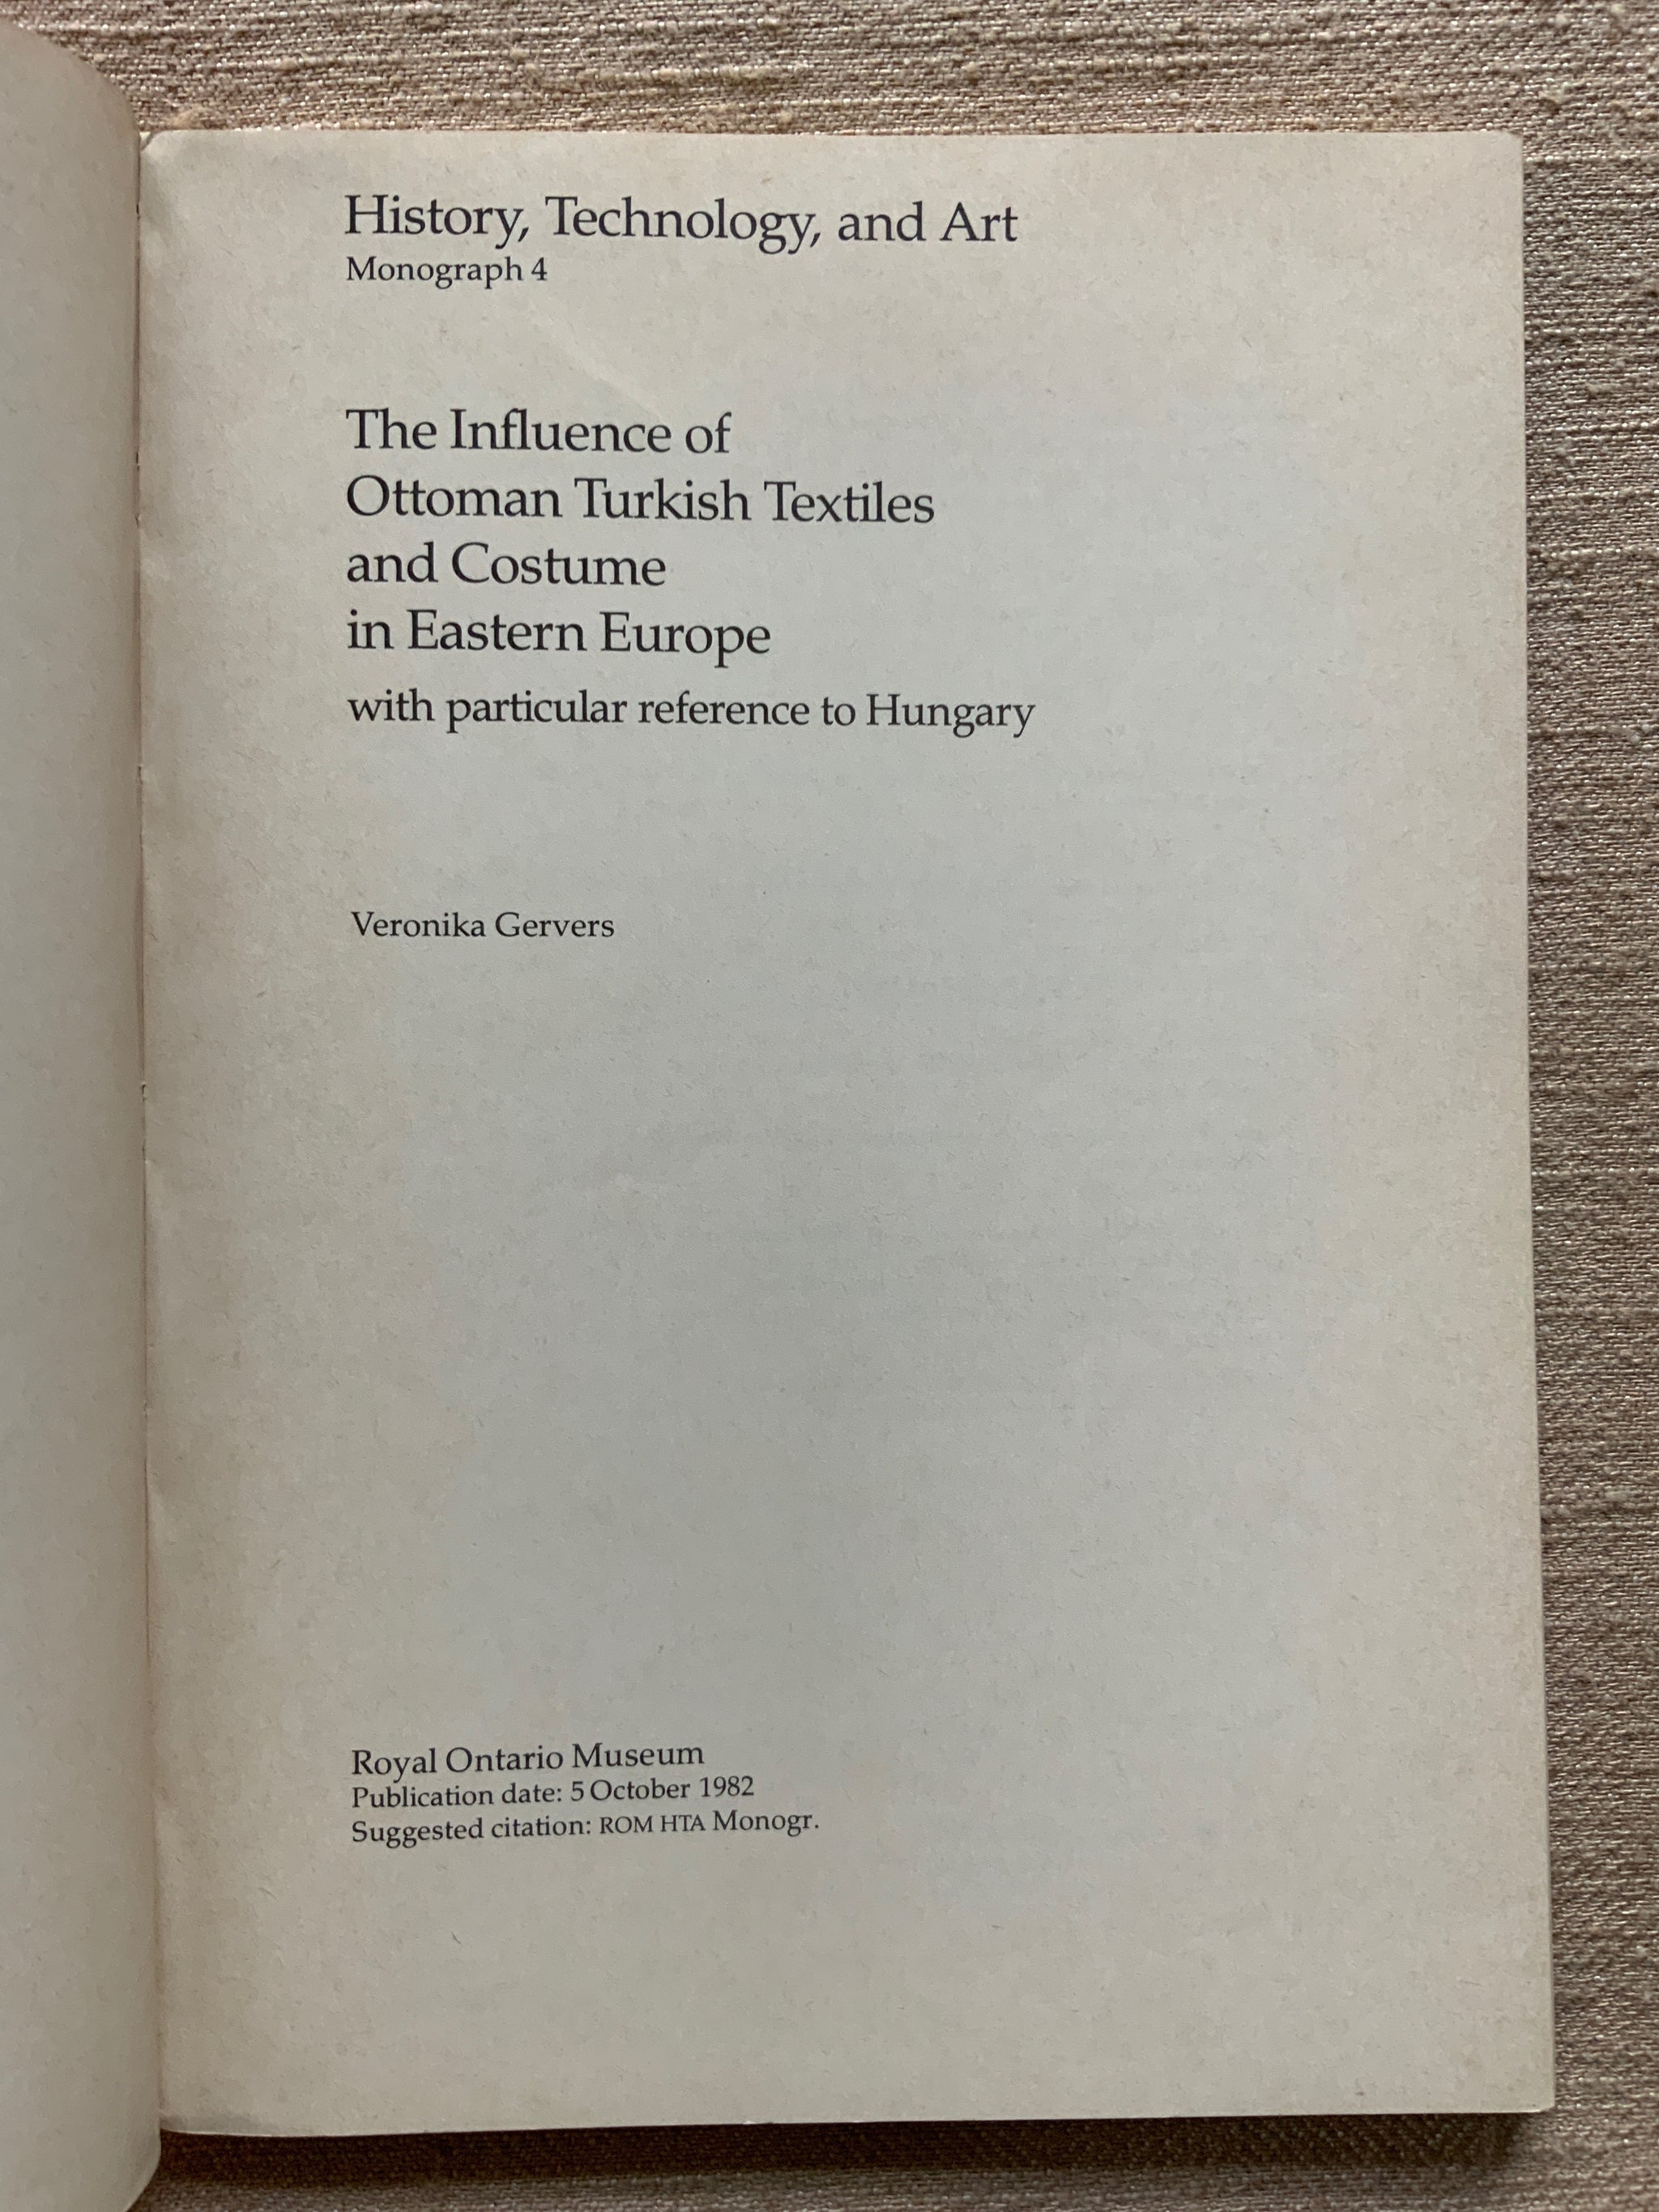 History, Technology, and Art
Monograph 4
The Influence of
Ottoman Turkish Textiles
and Costume
in Eastern Europe
with particular reference to Hungary
Veronika Gervers
Royal Ontario Museum
Publication date: 5 October 1982
Suggested citation: ROM HTA Monogr.